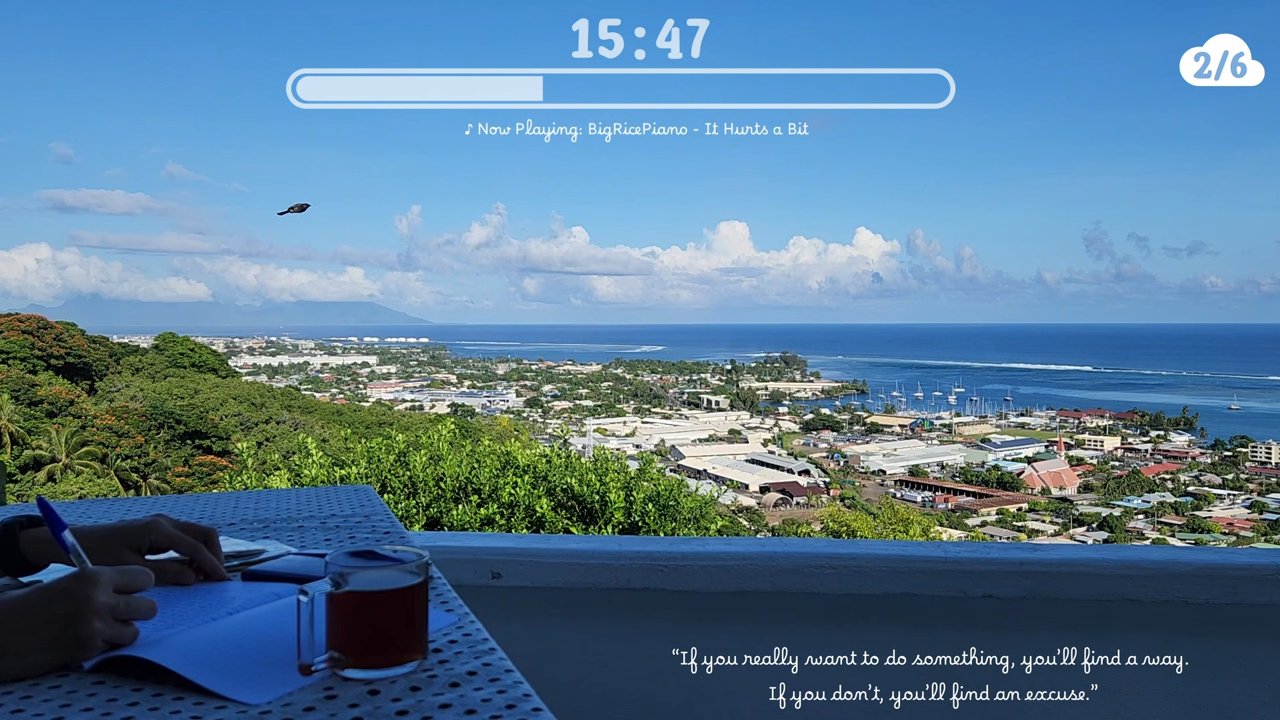 15:47
2/6
♪ Now Playing: BigRicePiano - It Hurts a Bit
“If you really want to do something, you’ll find a way.
If you don’t, you’ll find an excuse.”